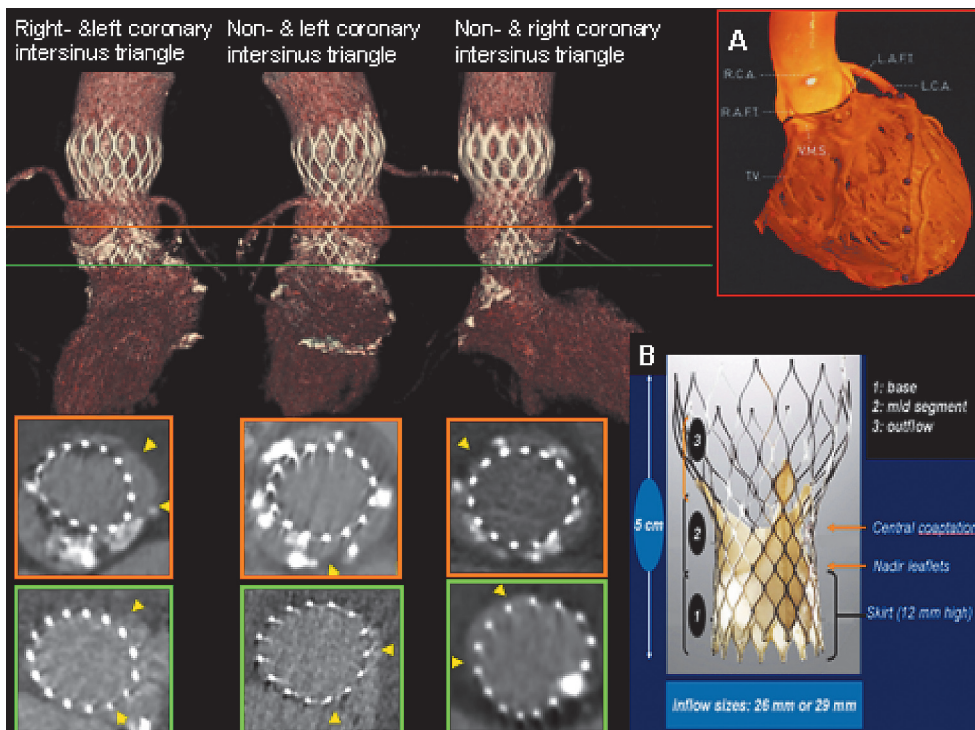 Right- &left coronary
intersinus triangle
Non- & left coronary
intersinus triangle
Non- & right coronary
intersinus triangle
A
R.C.A.
L.A.F.T.
L.C.A.
R.A.F.T.
V.M.S.
T.V.
B
1: base
2: mid segment
3: outflow
3
5 cm
2
Central coaptation
Nadir leaflets
1
Skirt (12 mm high)
Inflow sizes: 26 mm or 29 mm